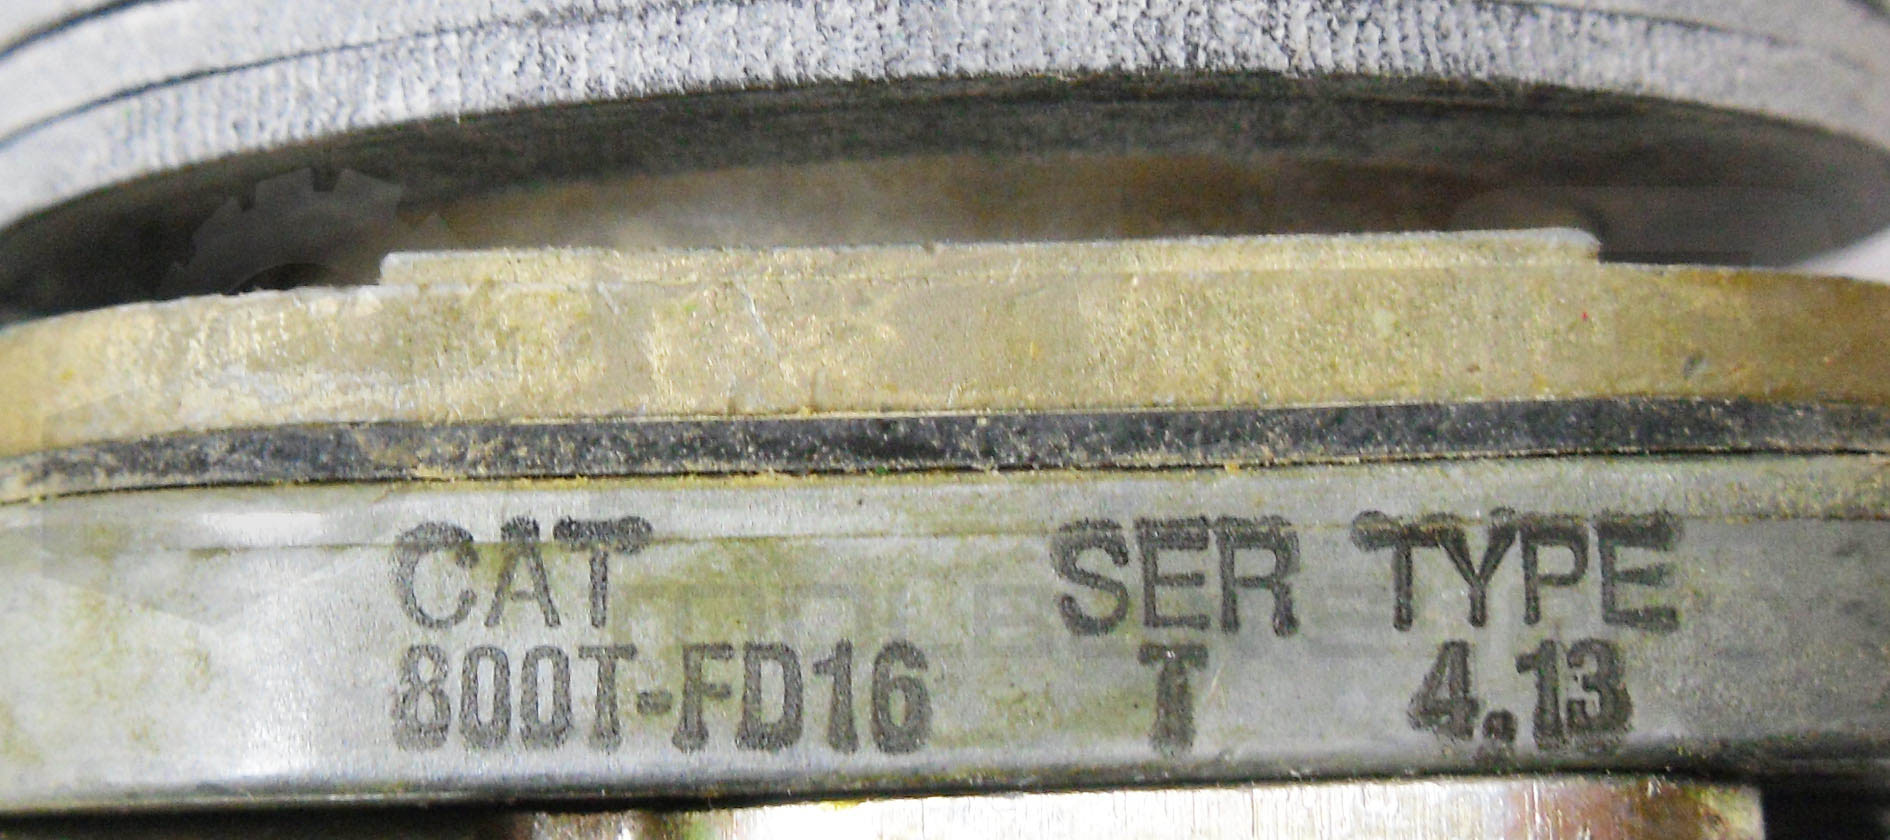 CAT SER TYPE
800T-FD16 T 4,13